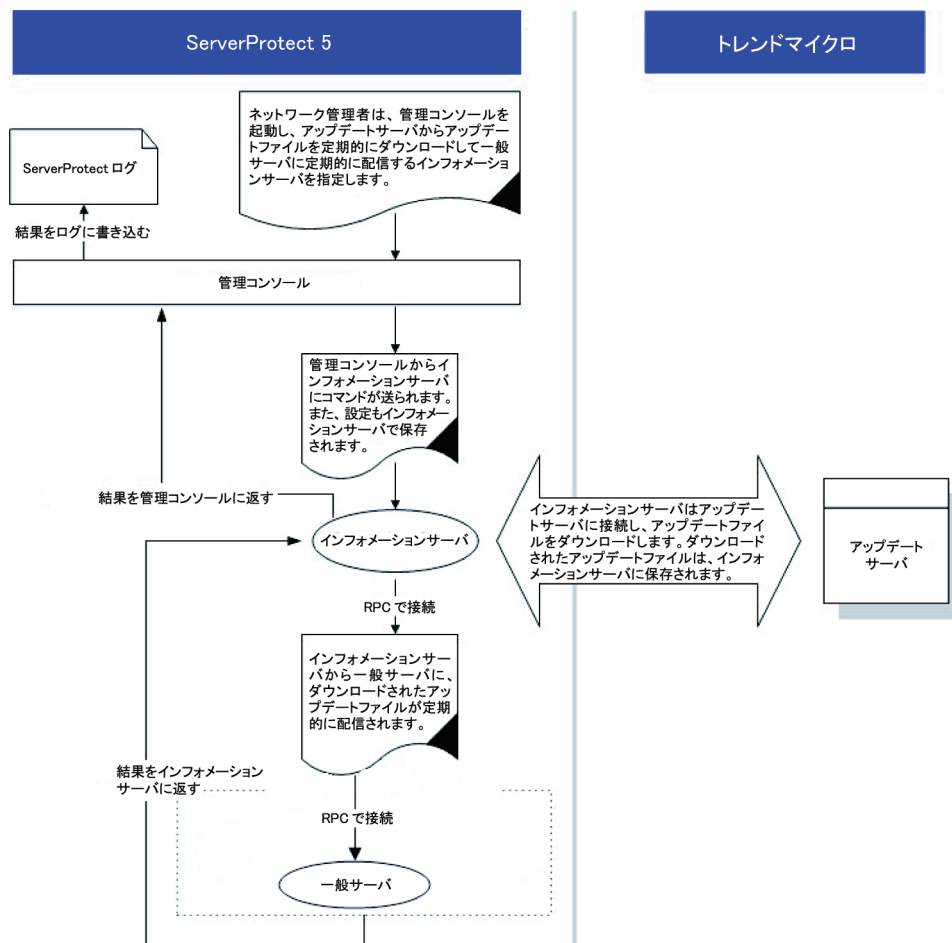 ServerProtect 5
トレンドマイクロ
ネットワーク管理者は、管理コンソールを
起動し、アップデートサーバからアップデー
トファイルを定期的にダウンロードして一般
サーバに定期的に配信するインフォメーショ
ンサーバを指定します。
ServerProtect ログ
結果をログに書き込む
管理コンソール
管理コンソールからイ
ンフォメーションサーバ
にコマンドが送られます。
また、設定もインフォメー
ションサーバで保存
されます。
結果を管理コンソールに返す
インフォメーションサーバ
インフォメーションサーバはアップデー
トサーバに接続し、アップデートファイ
ルをダウンロードします。ダウンロード
されたアップデートファイルは、インフォ
メーションサーバに保存されます。
アップデート
サーバ
RPC で接続
インフォメーションサー
バから一般サーバに、
ダウンロードされたアッ
プデートファイルが定期
的に配信されます。
結果をインフォメーション
サーバに返す
RPC で接続
一般サーバ